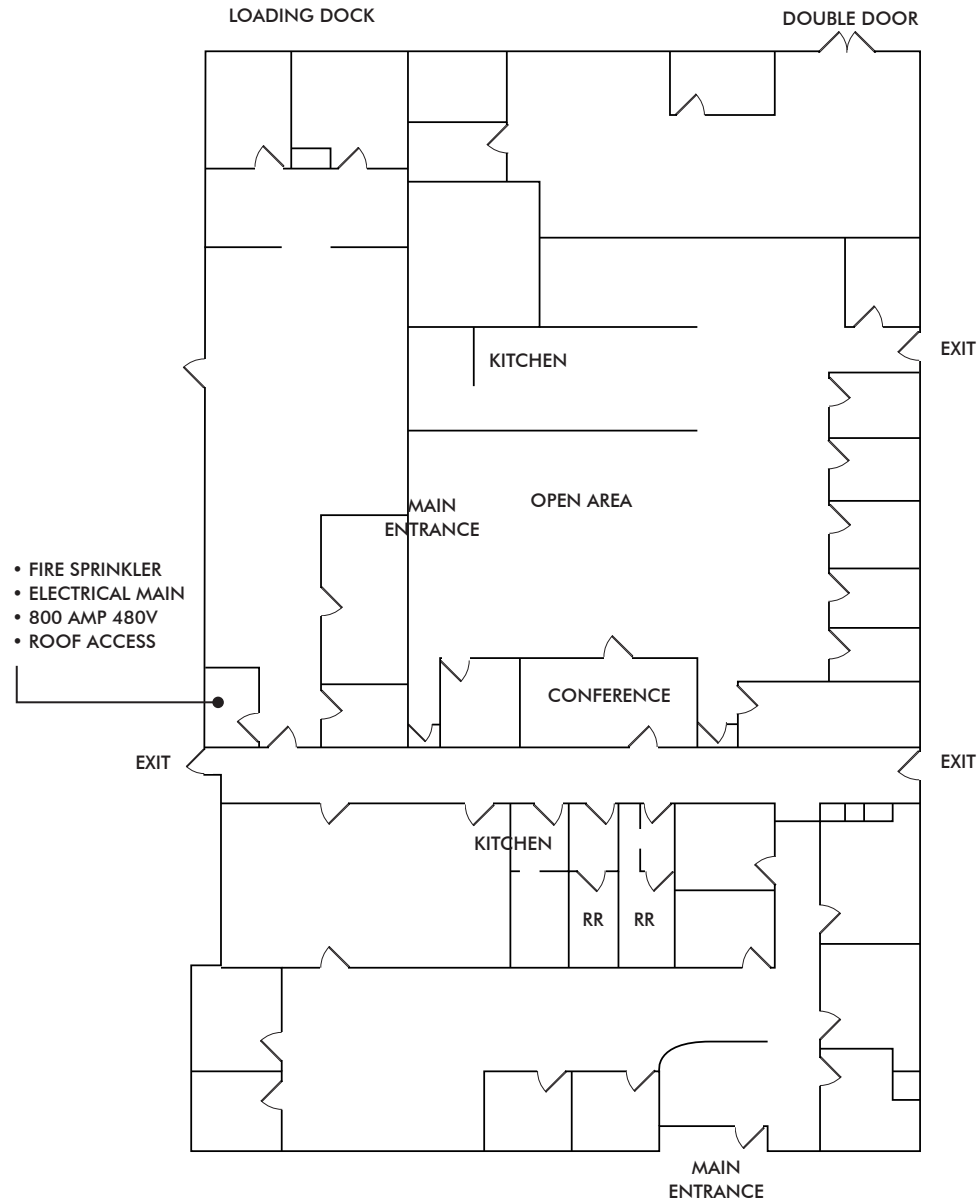 LOADING DOCK
DOUBLE DOOR
EXIT
KITCHEN
MAIN
ENTRANCE
OPEN AREA
• FIRE SPRINKLER
• ELECTRICAL MAIN
• 800 AMP 480V
• ROOF ACCESS
CONFERENCE
EXIT
EXIT
KITCHEN
RR
RR
MAIN
ENTRANCE